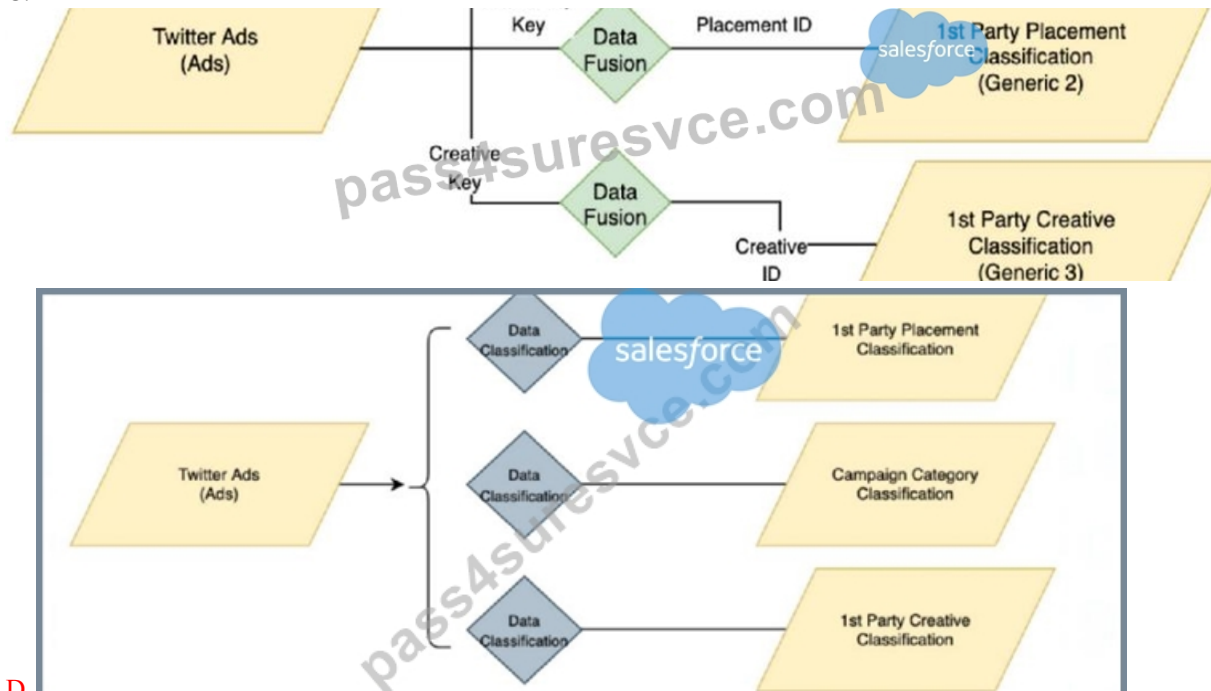 Key
Placement ID
Twitter Ads
(Ads)
Data
Fusion
salesforce
1st Party Placement
Classification
(Generic 2)
pass4suresvce.com
Creative
Key
Data
Fusion
Creative
ID
1st Party Creative
Classification
(Generic 3)
Data
Classification
salesforce
1st Party Placement
Classification
Twitter Ads
(Ads)
Data
Classification
Campaign Category
Classification
pass4suresvce.com
Data
Classification
1st Party Creative
Classification
D